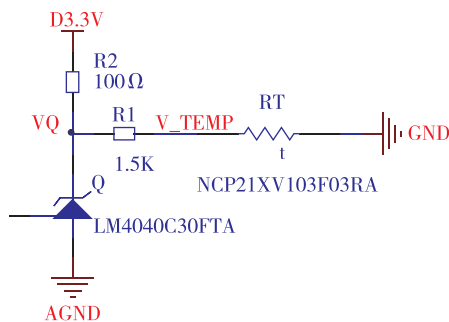 D3.3V
R2
100Ω
VQ
R1
V_TEMP
RT
GND
1.5K
t
Q
NCP21XV103F03RA
LM4040C30FTA
AGND